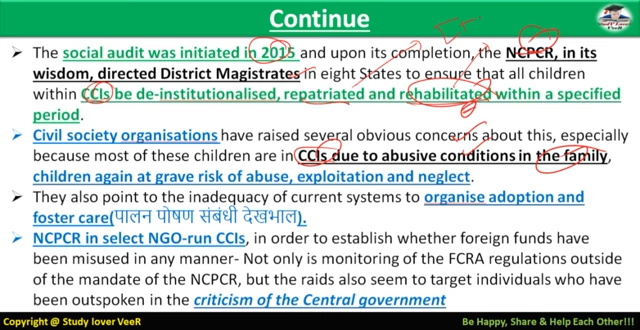 Continue
The social audit was initiated in 2015 and upon its completion, the NCPCR, in its
wisdom, directed District Magistrates in eight States to ensure that all children
within CCIs be de-institutionalised, repatriated and rehabilitated within a specified
period.
Civil society organisations have raised several obvious concerns about this, especially
because most of these children are in CCIs due to abusive conditions in the family,
children again at grave risk of abuse, exploitation and neglect.
They also point to the inadequacy of current systems to organise adoption and
foster care(पालन पोषण संबंधी देखभाल).
NCPCR in select NGO-run CCIs, in order to establish whether foreign funds have
been misused in any manner- Not only is monitoring of the FCRA regulations outside
of the mandate of the NCPCR, but the raids also seem to target individuals who have
been outspoken in the criticism of the Central government
Copyright @ Study lover VeeR
Be Happy, Share & Help Each Other!!!